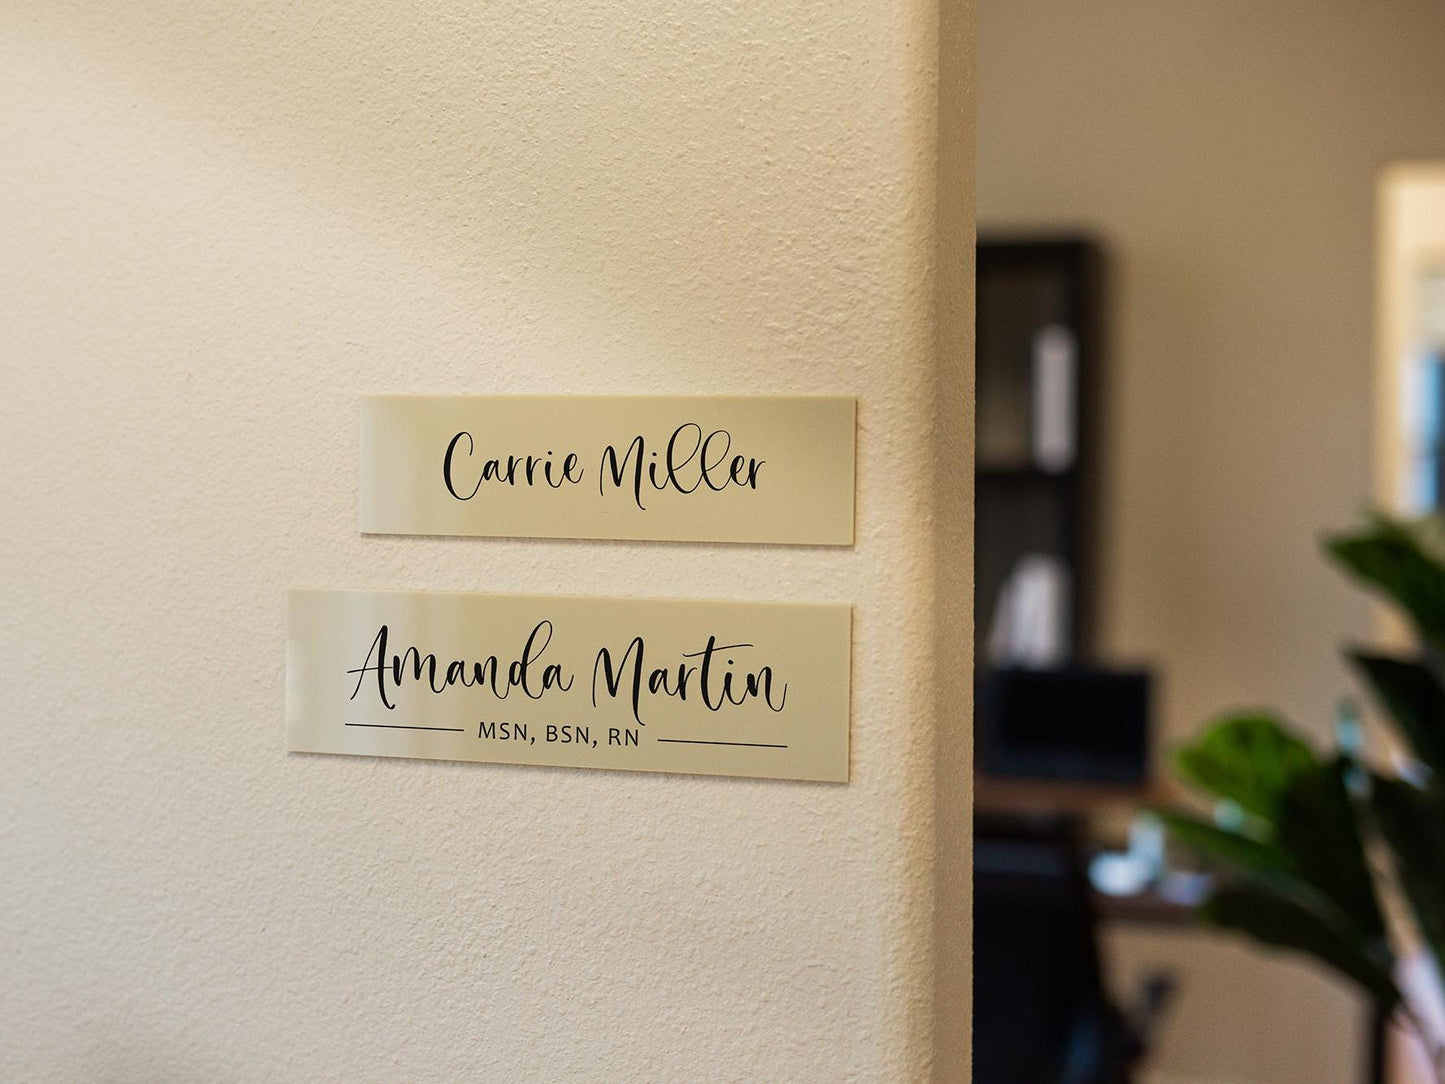 Carrie Miller
Amanda Martin
MSN, BSN, RN